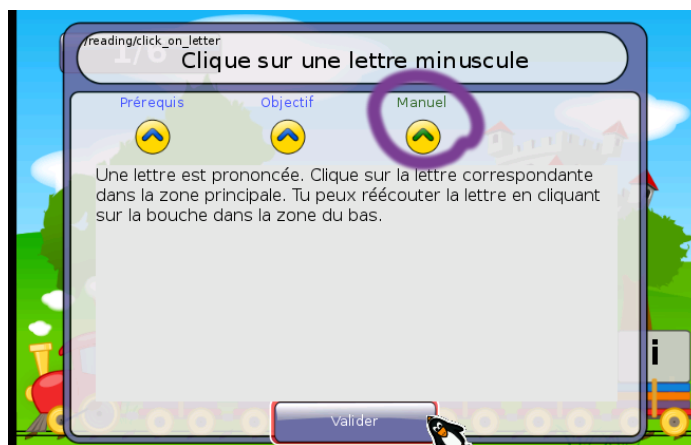 /reading/click_on_letter
1/6
Clique sur une lettre minuscule
Prérequis Objectif Manuel
Une lettre est prononcée. Clique sur la lettre correspondante
dans la zone principale. Tu peux réécouter la lettre en cliquant
sur la bouche dans la zone du bas.
i
Valider